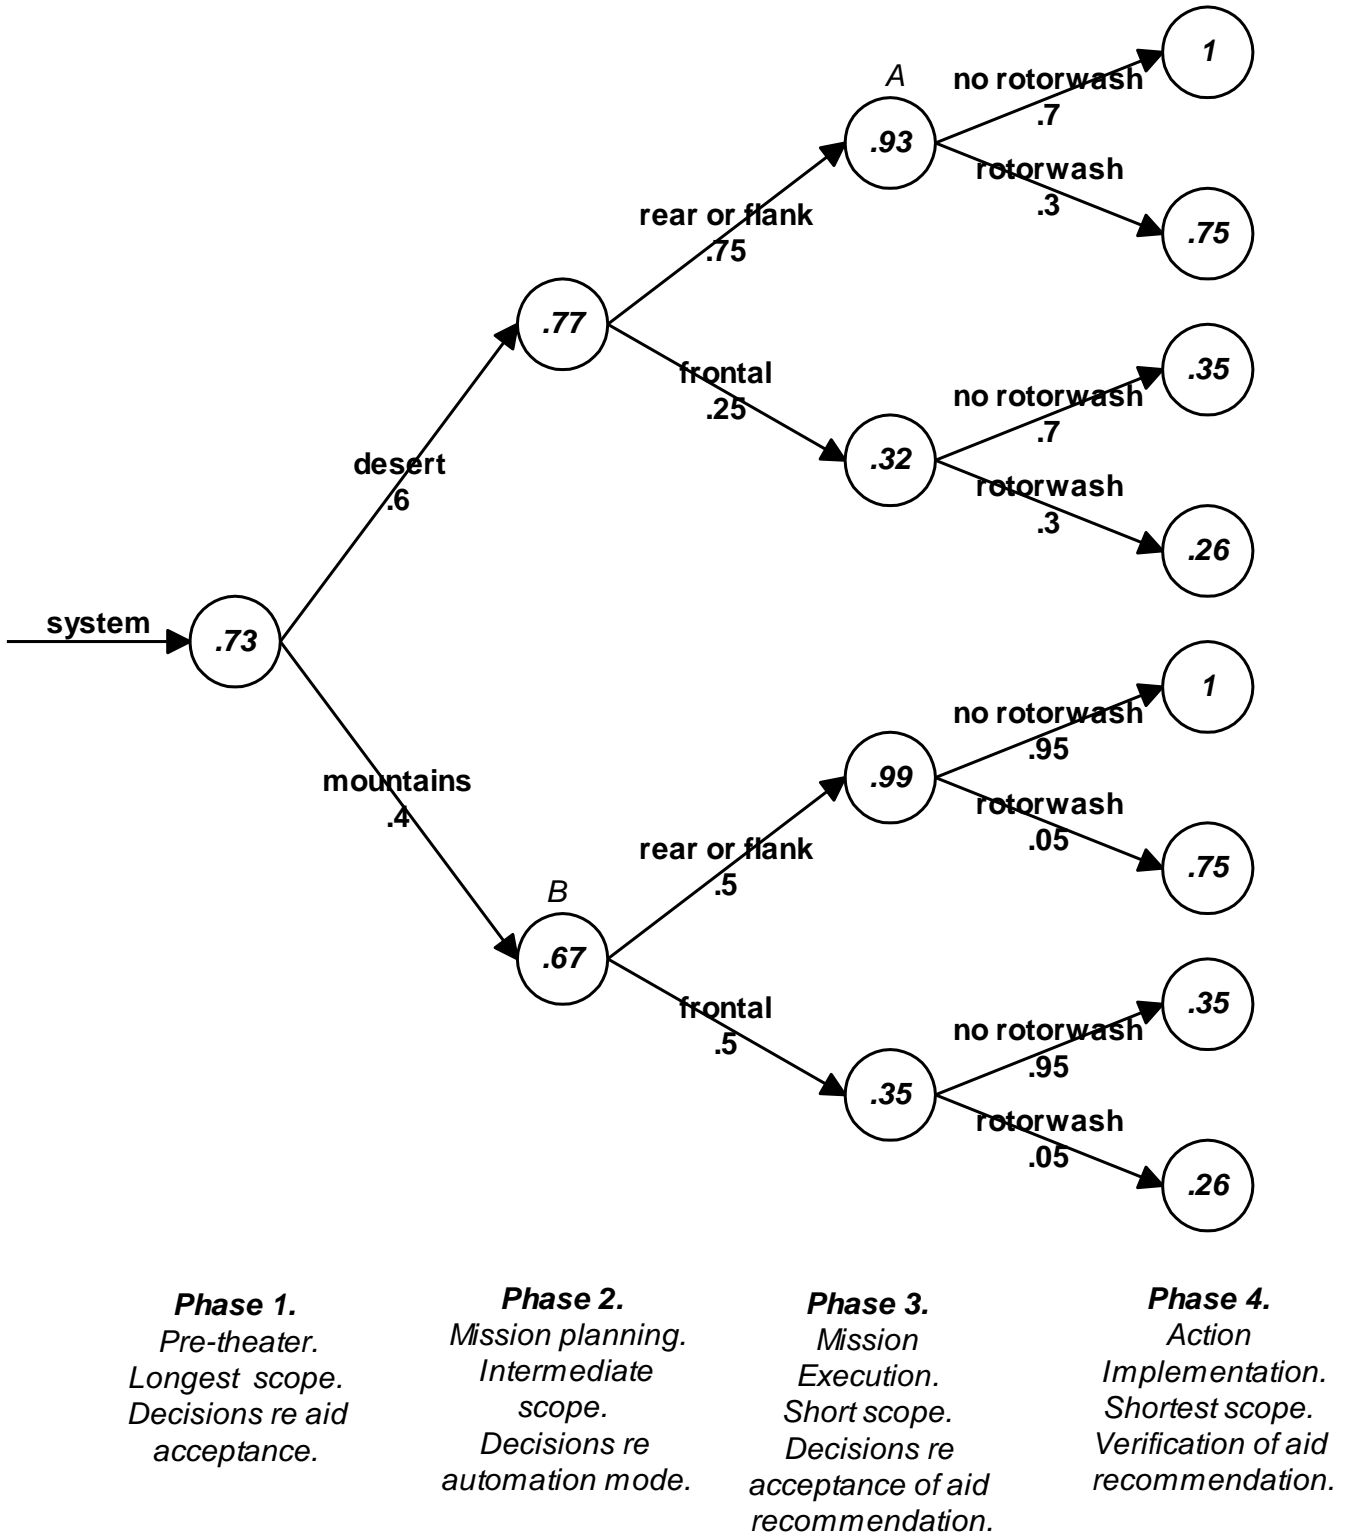 1
A
no rotorwash
.7
.93
rotorwash
.3
.75
rear or flank
.75
.77
.35
no rotorwash
.7
frontal
.25
.32
rotorwash
.3
.26
desert
.6
system
.73
1
no rotorwash
.95
.99
rotorwash
.05
.75
mountains
.4
rear or flank
.5
B
.67
.35
no rotorwash
.95
frontal
.5
.35
rotorwash
.05
.26
Phase 1.
Pre-theater.
Longest scope.
Decisions re aid
acceptance.
Phase 2.
Mission planning.
Intermediate
scope.
Decisions re
automation mode.
Phase 3.
Mission
Execution.
Short scope.
Decisions re
acceptance of aid
recommendation.
Phase 4.
Action
Implementation.
Shortest scope.
Verification of aid
recommendation.